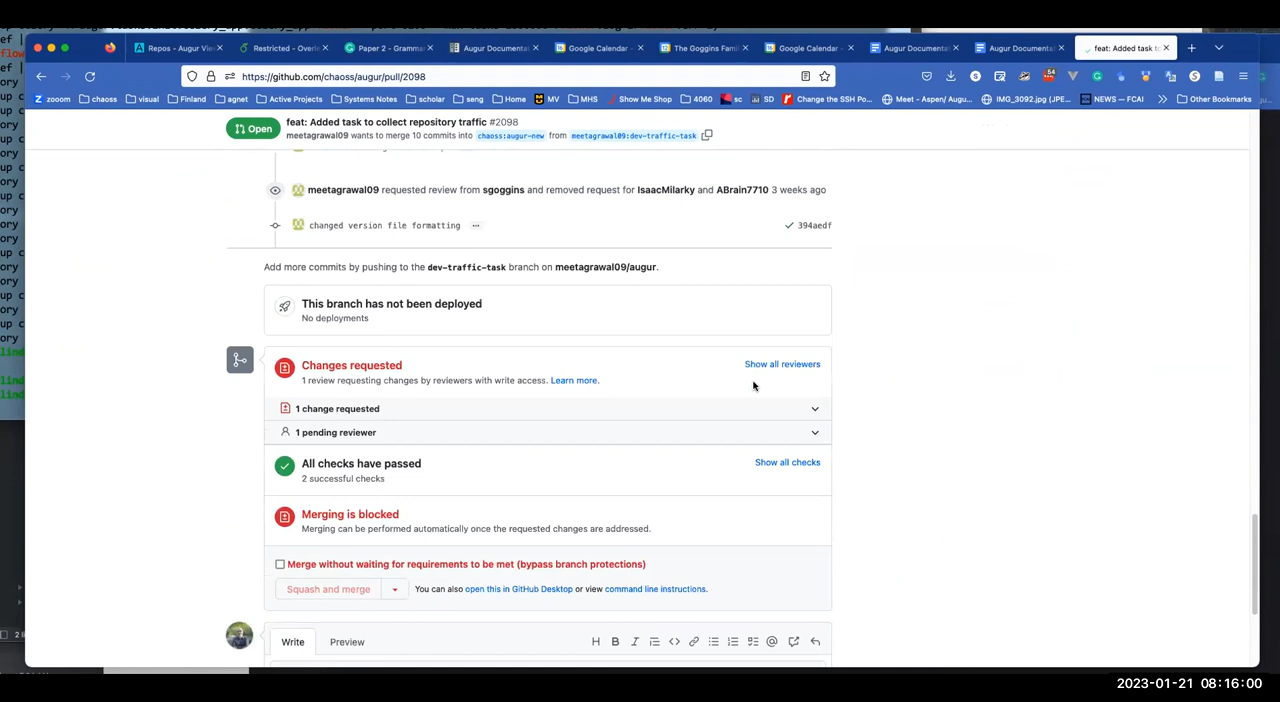 Repos - Augur Vie
Restricted - Overle
Paper 2 - Gramma
Augur Documenta
Google Calendar -
The Goggins Fami
Google Calendar -
Augur Documenta
Augur Documenta
feat: Added task to
https://github.com/chaoss/augur/pull/2098
64
zooom
chaoss
visual
Finland
agnet
Active Projects
Systems Notes
scholar
seng
Home
MV
MHS
Show Me Shop
4060
sc
SD
Change the SSH Po...
Meet - Aspen/ Augu...
IMG_3092.jpg (JPE...
NEWS — FCAI
Other Bookmarks
Open
feat: Added task to collect repository traffic #2098
meetagrawal09 wants to merge 10 commits into chaoss:augur-new from meetagrawal09:dev-traffic-task
meetagrawal09 requested review from sgoggins and removed request for IsaacMilarky and ABrain7710 3 weeks ago
changed version file formatting ...
394aedf
Add more commits by pushing to the dev-traffic-task branch on meetagrawal09/augur.
This branch has not been deployed
No deployments
Changes requested
Show all reviewers
1 review requesting changes by reviewers with write access. Learn more.
1 change requested
1 pending reviewer
All checks have passed
Show all checks
2 successful checks
Merging is blocked
Merging can be performed automatically once the requested changes are addressed.
Merge without waiting for requirements to be met (bypass branch protections)
Squash and merge
You can also open this in GitHub Desktop or view command line instructions.
Write
Preview
2023-01-21 08:16:00